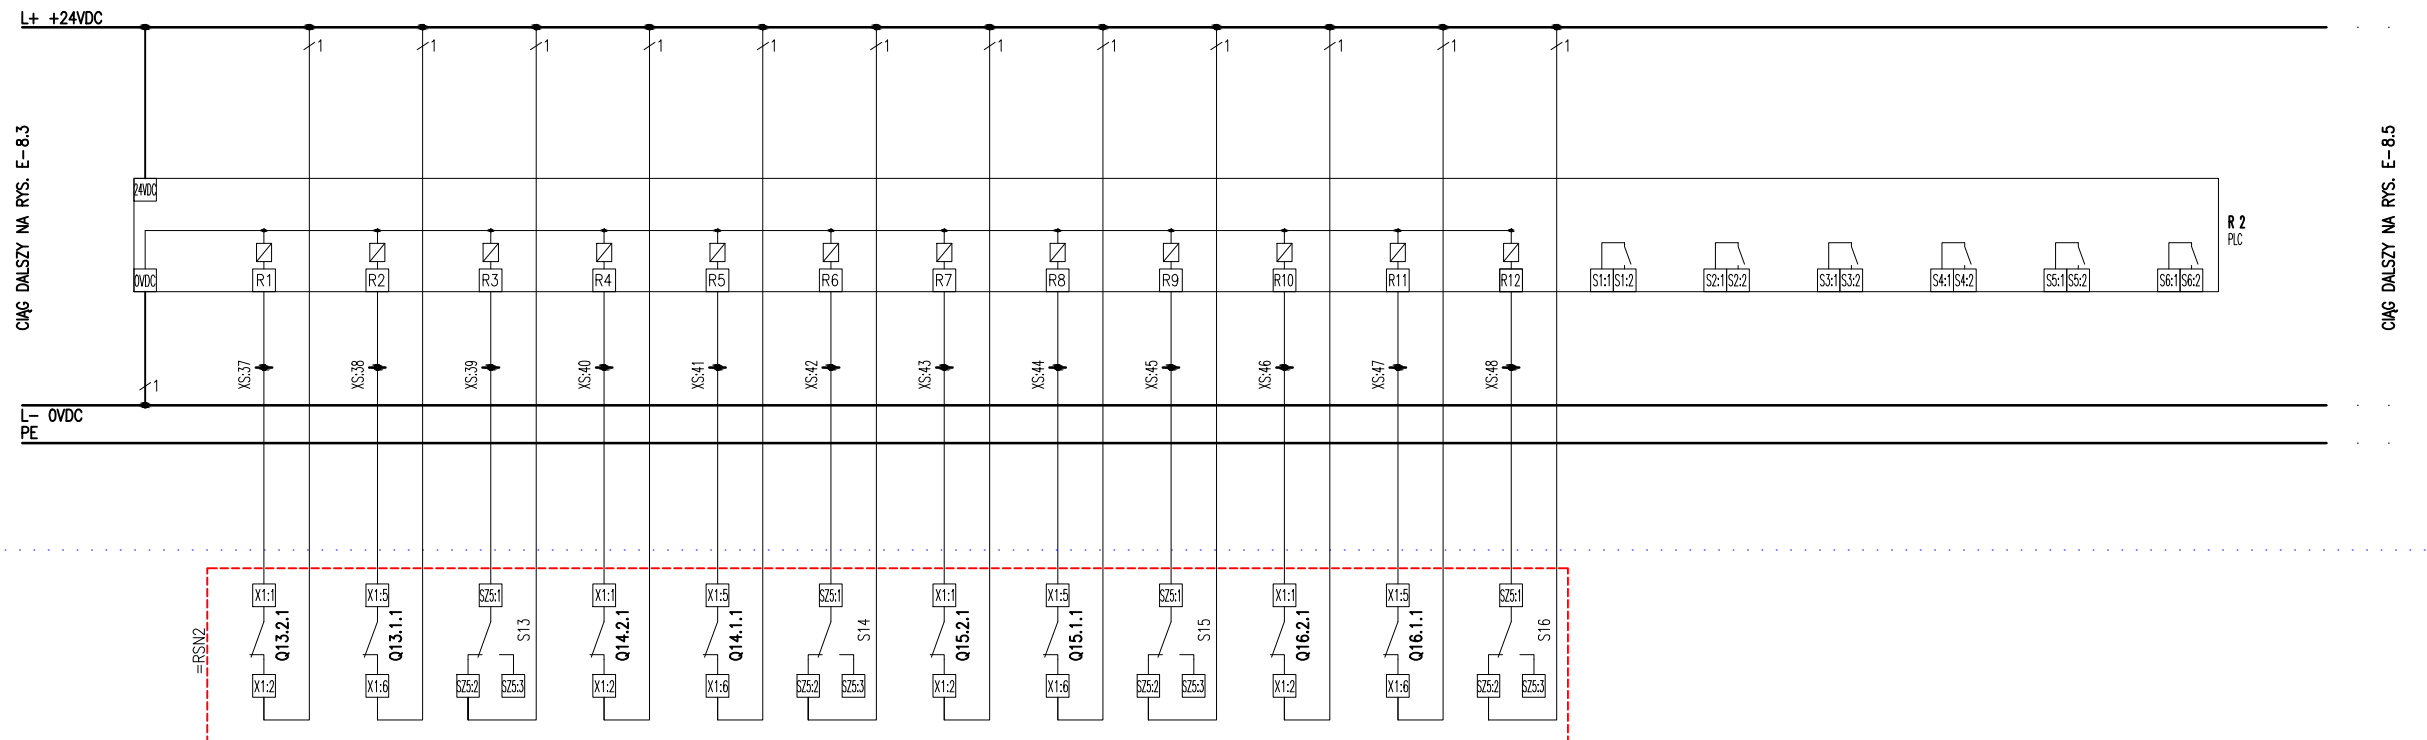 L+ +24VDC
1 1 1 1 1 1 1 1 1 1 1 1
CIĄG DALSZY NA RYS. E-8.3
CIĄG DALSZY NA RYS. E-8.5
24VDC
R 2
PLC
0VDC R1 R2 R3 R4 R5 R6 R7 R8 R9 R10 R11 R12 S1:1 S1:2 S2:1 S2:2 S3:1 S3:2 S4:1 S4:2 S5:1 S5:2 S6:1 S6:2
XS:37 XS:38 XS:39 XS:40 XS:41 XS:42 XS:43 XS:44 XS:45 XS:46 XS:47 XS:48
1
L- 0VDC
PE
X1:1 X1:5 SZ5:1 X1:1 X1:5 SZ5:1 X1:1 X1:5 SZ5:1 X1:1 X1:5 SZ5:1
=RSN2 Q13.2.1 Q13.1.1 S13 Q14.2.1 Q14.1.1 S14 Q15.2.1 Q15.1.1 S15 Q16.2.1 Q16.1.1 S16
X1:2 X1:6 SZ5:2 SZ5:3 X1:2 X1:6 SZ5:2 SZ5:3 X1:2 X1:6 SZ5:2 SZ5:3 X1:2 X1:6 SZ5:2 SZ5:3